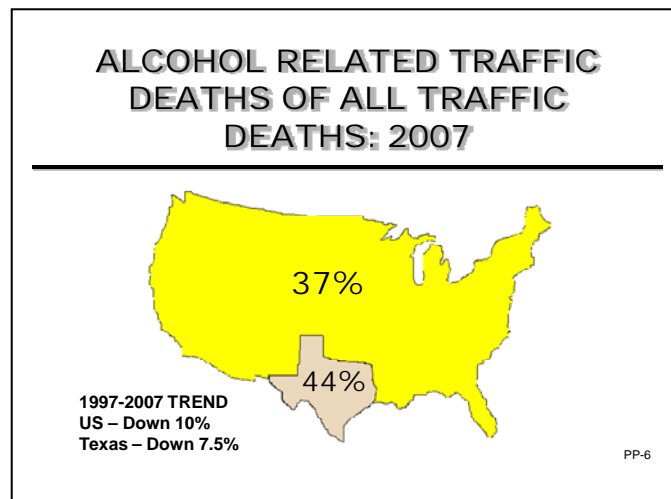 ALCOHOL RELATED TRAFFIC
DEATHS OF ALL TRAFFIC
DEATHS: 2007
37%
44%
1997-2007 TREND
US – Down 10%
Texas – Down 7.5%
PP-6